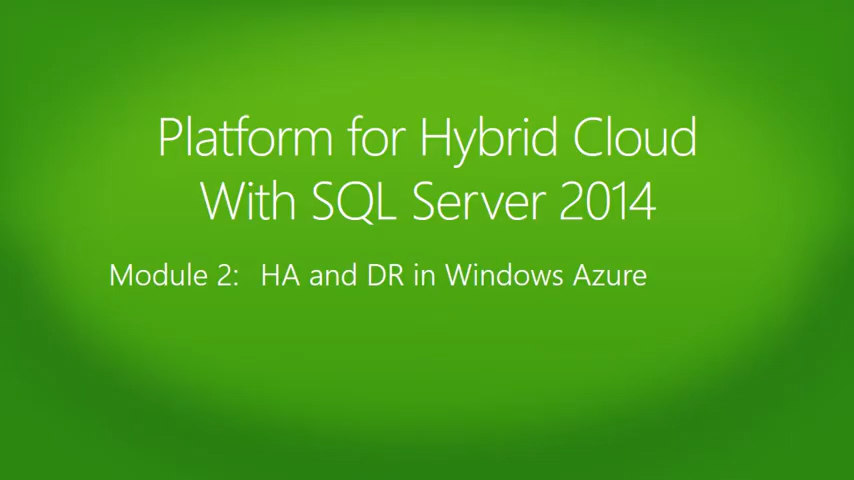 Platform for Hybrid Cloud
With SQL Server 2014
Module 2: HA and DR in Windows Azure